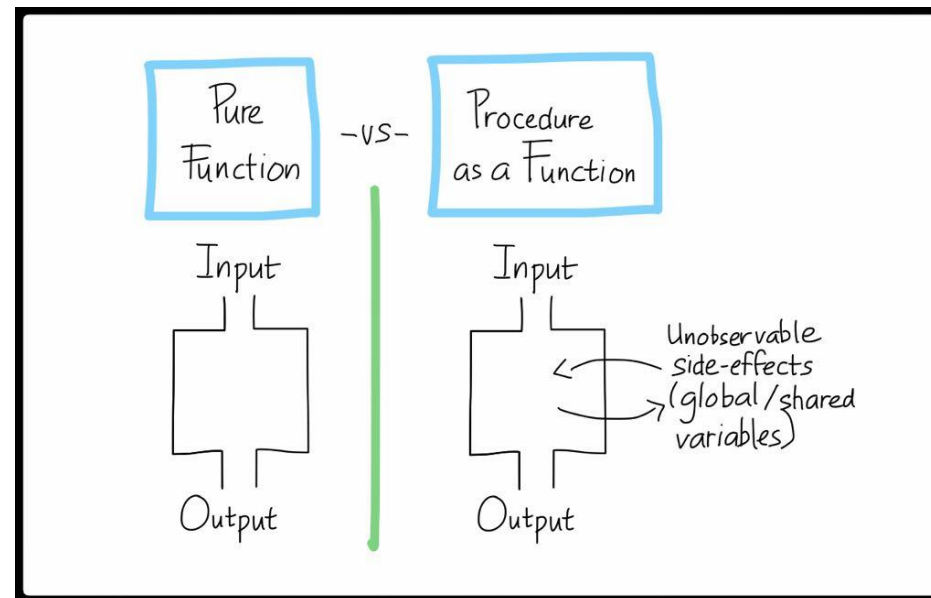 Pure
Function
-vs-
Procedure
as a Function
Input
Output
Input
Unobservable
side-effects
(global/shared
variables)
Output